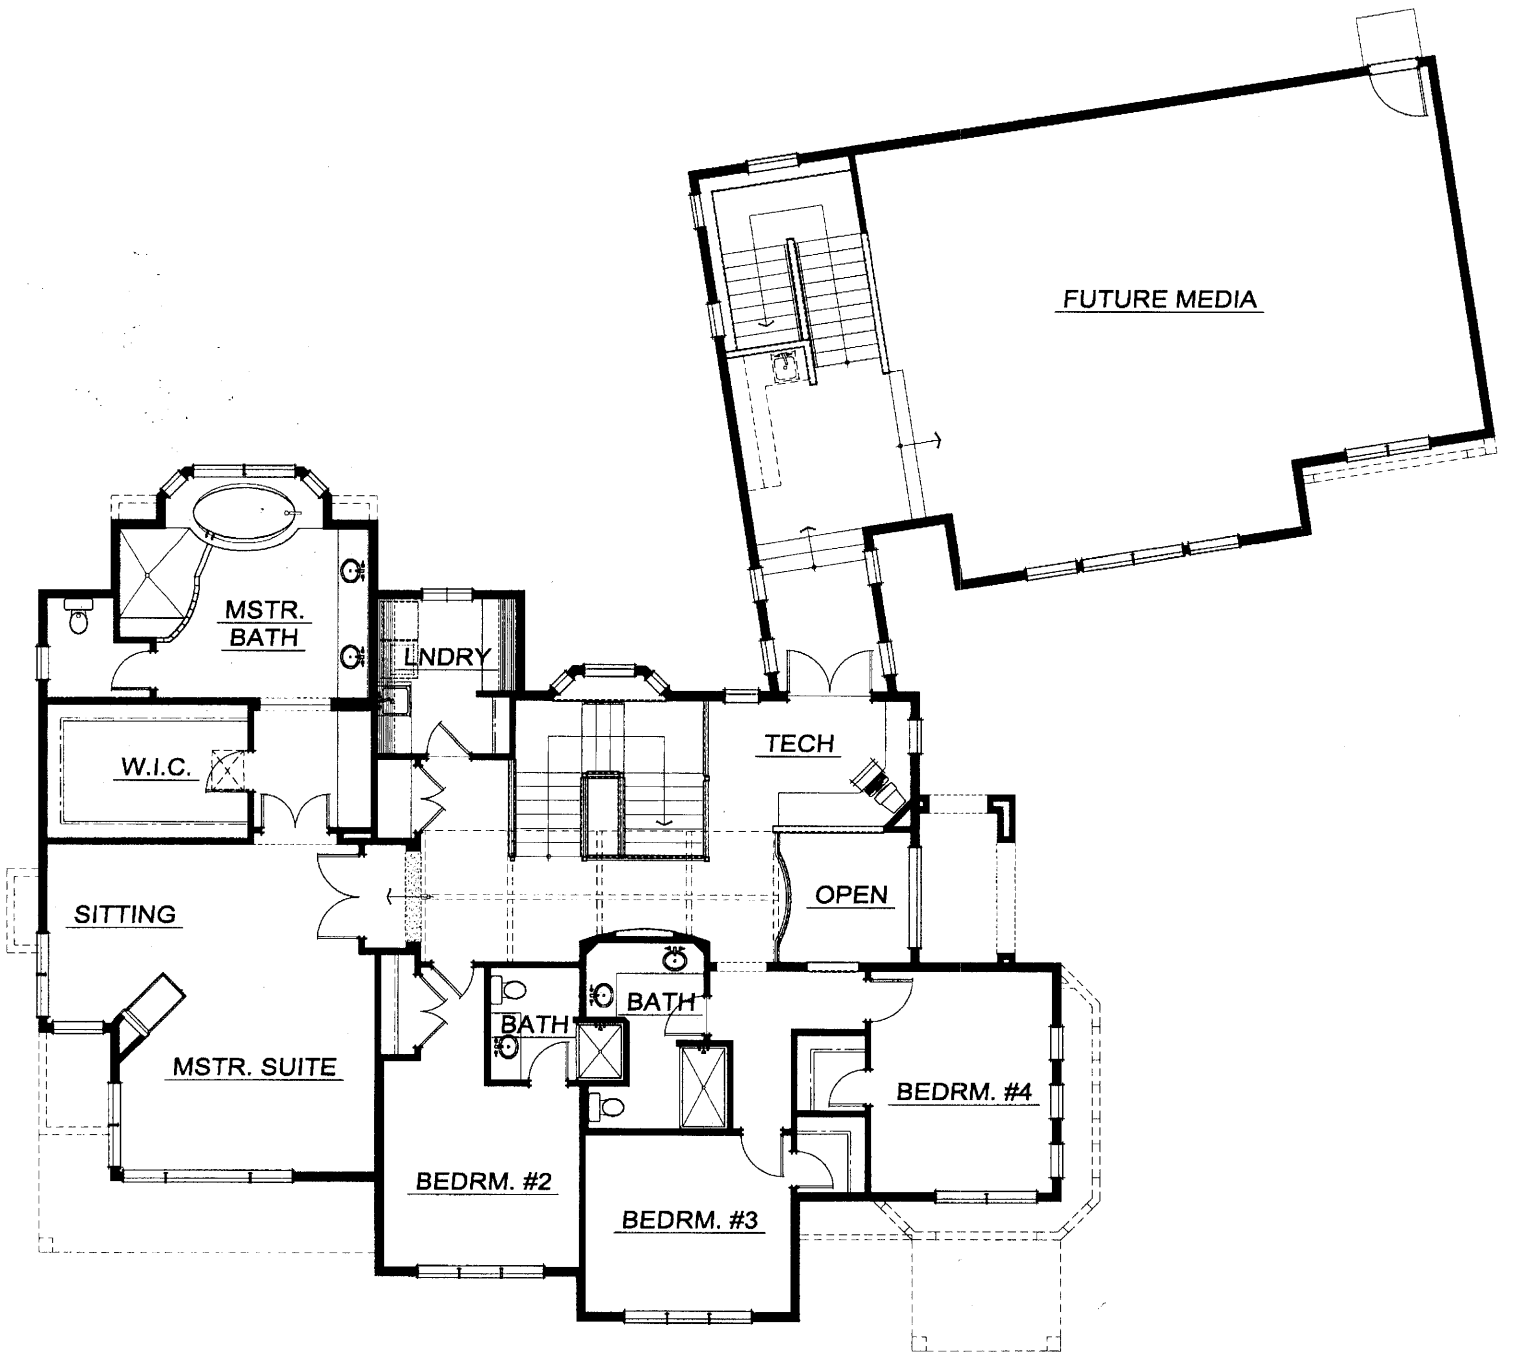 FUTURE MEDIA
MSTR.
BATH
LNDRY
W.I.C.
TECH
SITTING
OPEN
BATH
BATH
MSTR. SUITE
BEDRM. #4
BEDRM. #2
BEDRM. #3